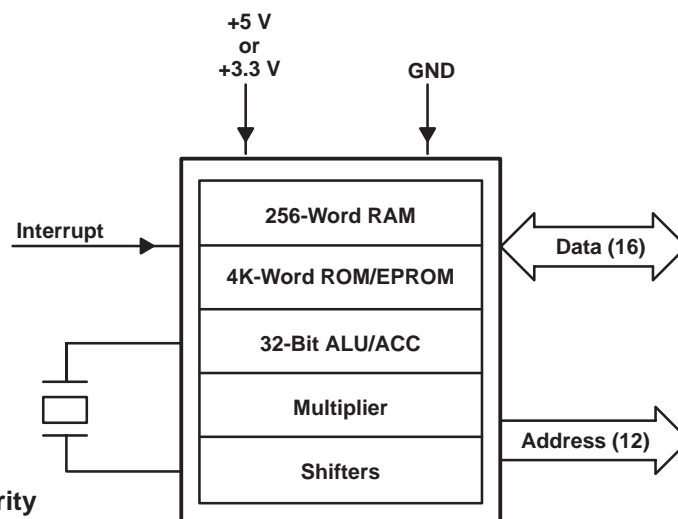 +5 V
or
+3.3 V
GND
256-Word RAM
Interrupt
Data (16)
4K-Word ROM/EPROM
32-Bit ALU/ACC
Multiplier
Address (12)
Shifters
rity